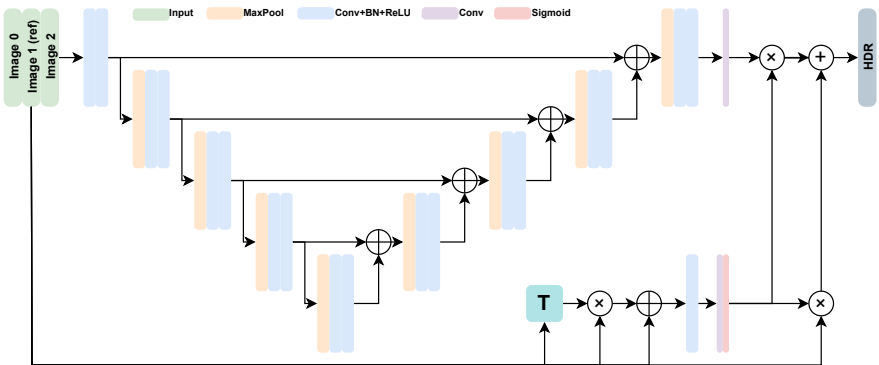 Input
MaxPool
Conv+BN+ReLU
Conv
Sigmoid
Image 0
Image 1 (ref)
Image 2
×
+
HDR
T
×
×